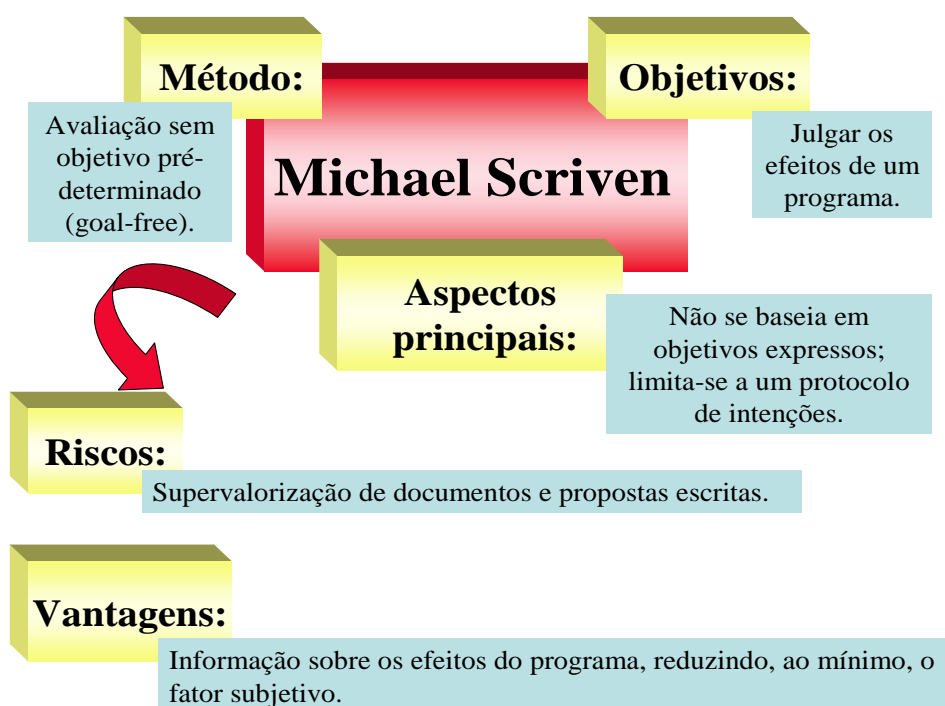 Método:
Avaliação sem
objetivo pré-
determinado
(goal-free).
Objetivos:
Julgar os
efeitos de um
programa.
Michael Scriven
Aspectos
principais:
Não se baseia em
objetivos expressos;
limita-se a um protocolo
de intenções.
Riscos:
Supervalorização de documentos e propostas escritas.
Vantagens:
Informação sobre os efeitos do programa, reduzindo, ao mínimo, o
fator subjetivo.